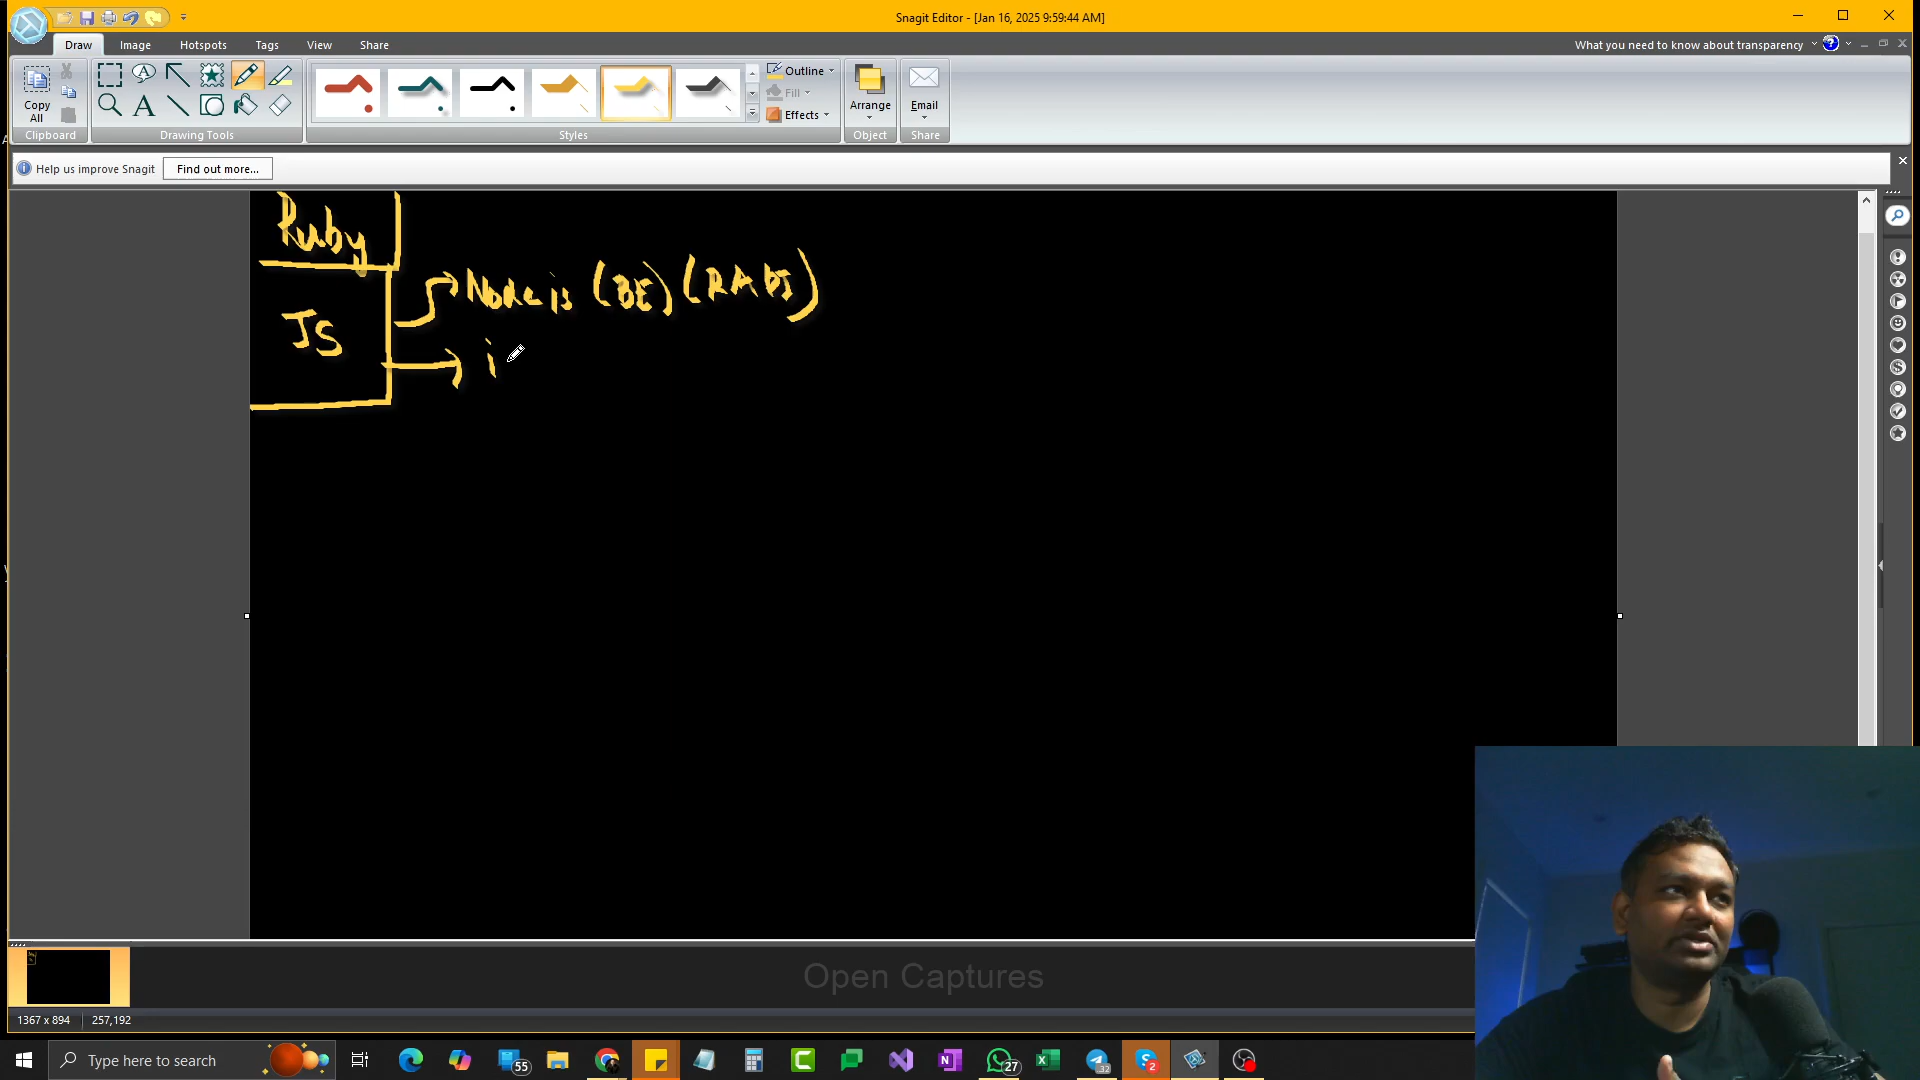 Snagit Editor - [Jan 16, 2025 9:59:44 AM]
Draw Image Hotspots Tags View Share
What you need to know about transparency
Copy All
Outline
Fill
Effects
Arrange
Email
Clipboard Drawing Tools Styles Object Share
Help us improve Snagit Find out more...
Ruby
Nodejs (BE)
JS
i
Open Captures
1367 x 894 257,192
Type here to search
55
27
32
2